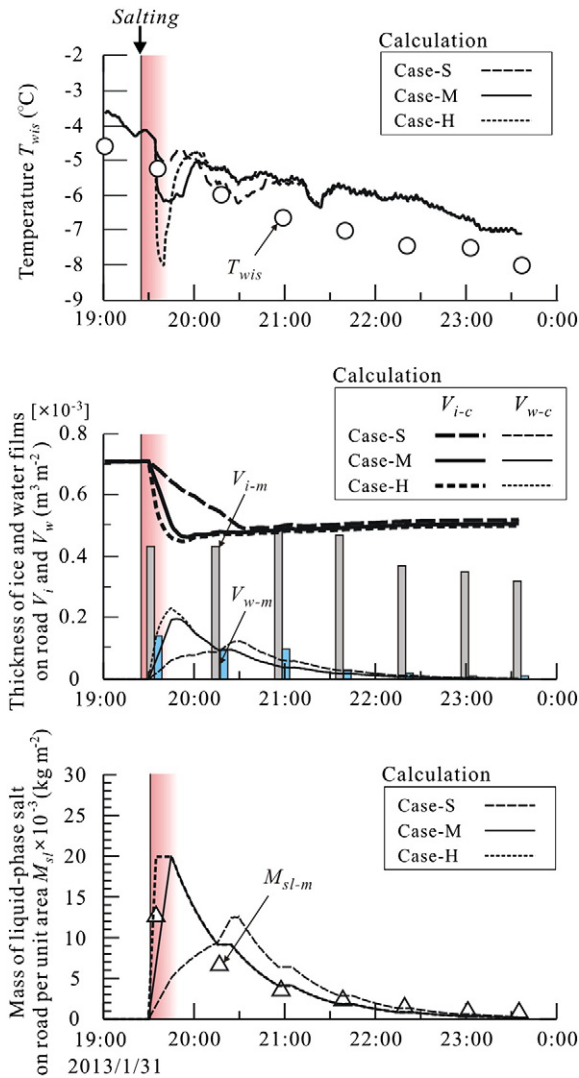 Salting
Calculation
Case-S
Case-M
Case-H
Temperature T_wis (°C)
-2
-3
-4
-5
-6
-7
-8
-9
T_wis
19:00 20:00 21:00 22:00 23:00 0:00
Calculation
V_i-c V_w-c
Case-S
Case-M
Case-H
[×10⁻³]
Thickness of ice and water films
on road V_i and V_w (m³ m⁻²)
0.8
0.6
0.4
0.2
0
V_i-m
V_w-m
19:00 20:00 21:00 22:00 23:00 0:00
Calculation
Case-S
Case-M
Case-H
Mass of liquid-phase salt
on road per unit area M_sl×10⁻³ (kg m⁻²)
30
25
20
15
10
5
0
M_sl-m
19:00 20:00 21:00 22:00 23:00 0:00
2013/1/31